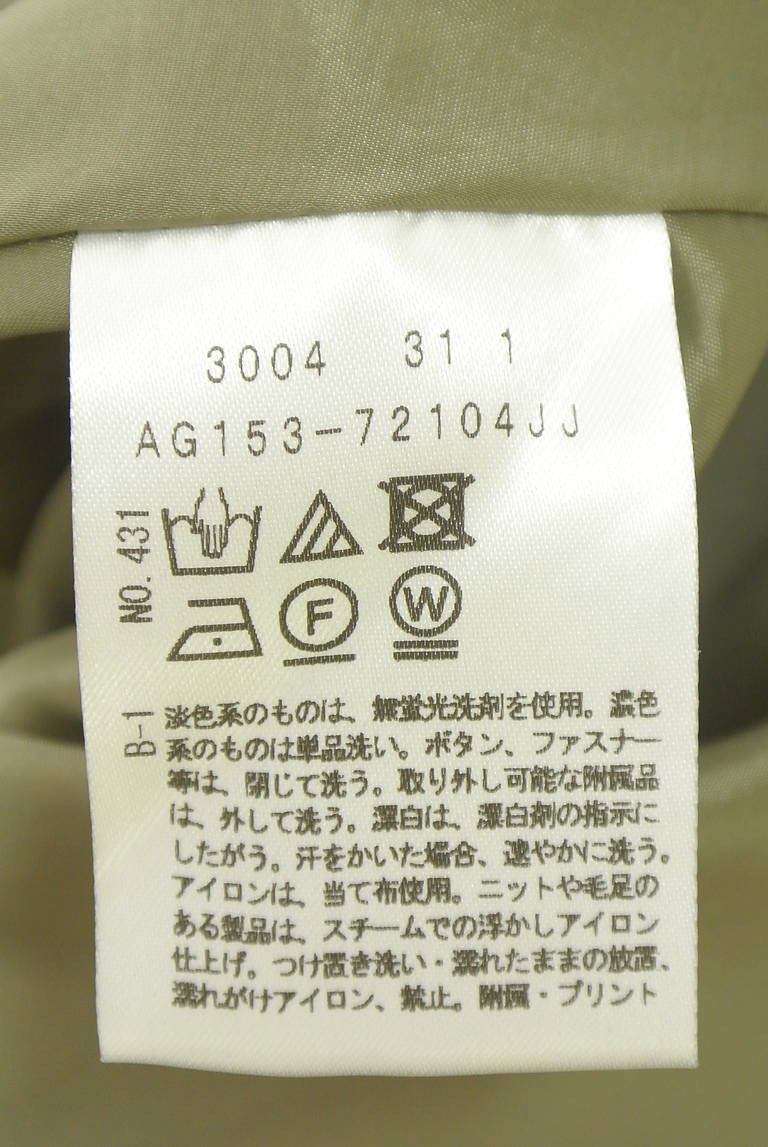 3004 31 1
AG153-72104JJ
NO. 431
F
W
B-1
淡色系のものは、無蛍光洗剤を使用。濃色
系のものは単品洗い。ボタン、ファスナー
等は、閉じて洗う。取り外し可能な附属品
は、外して洗う。漂白は、漂白剤の指示に
したがう。汗をかいた場合、速やかに洗う。
アイロンは、当て布使用。ニットや毛足の
ある製品は、スチームでの浮かしアイロン
仕上げ。つけ置き洗い・濡れたままの放置、
濡れがけアイロン、禁止。附属・プリント